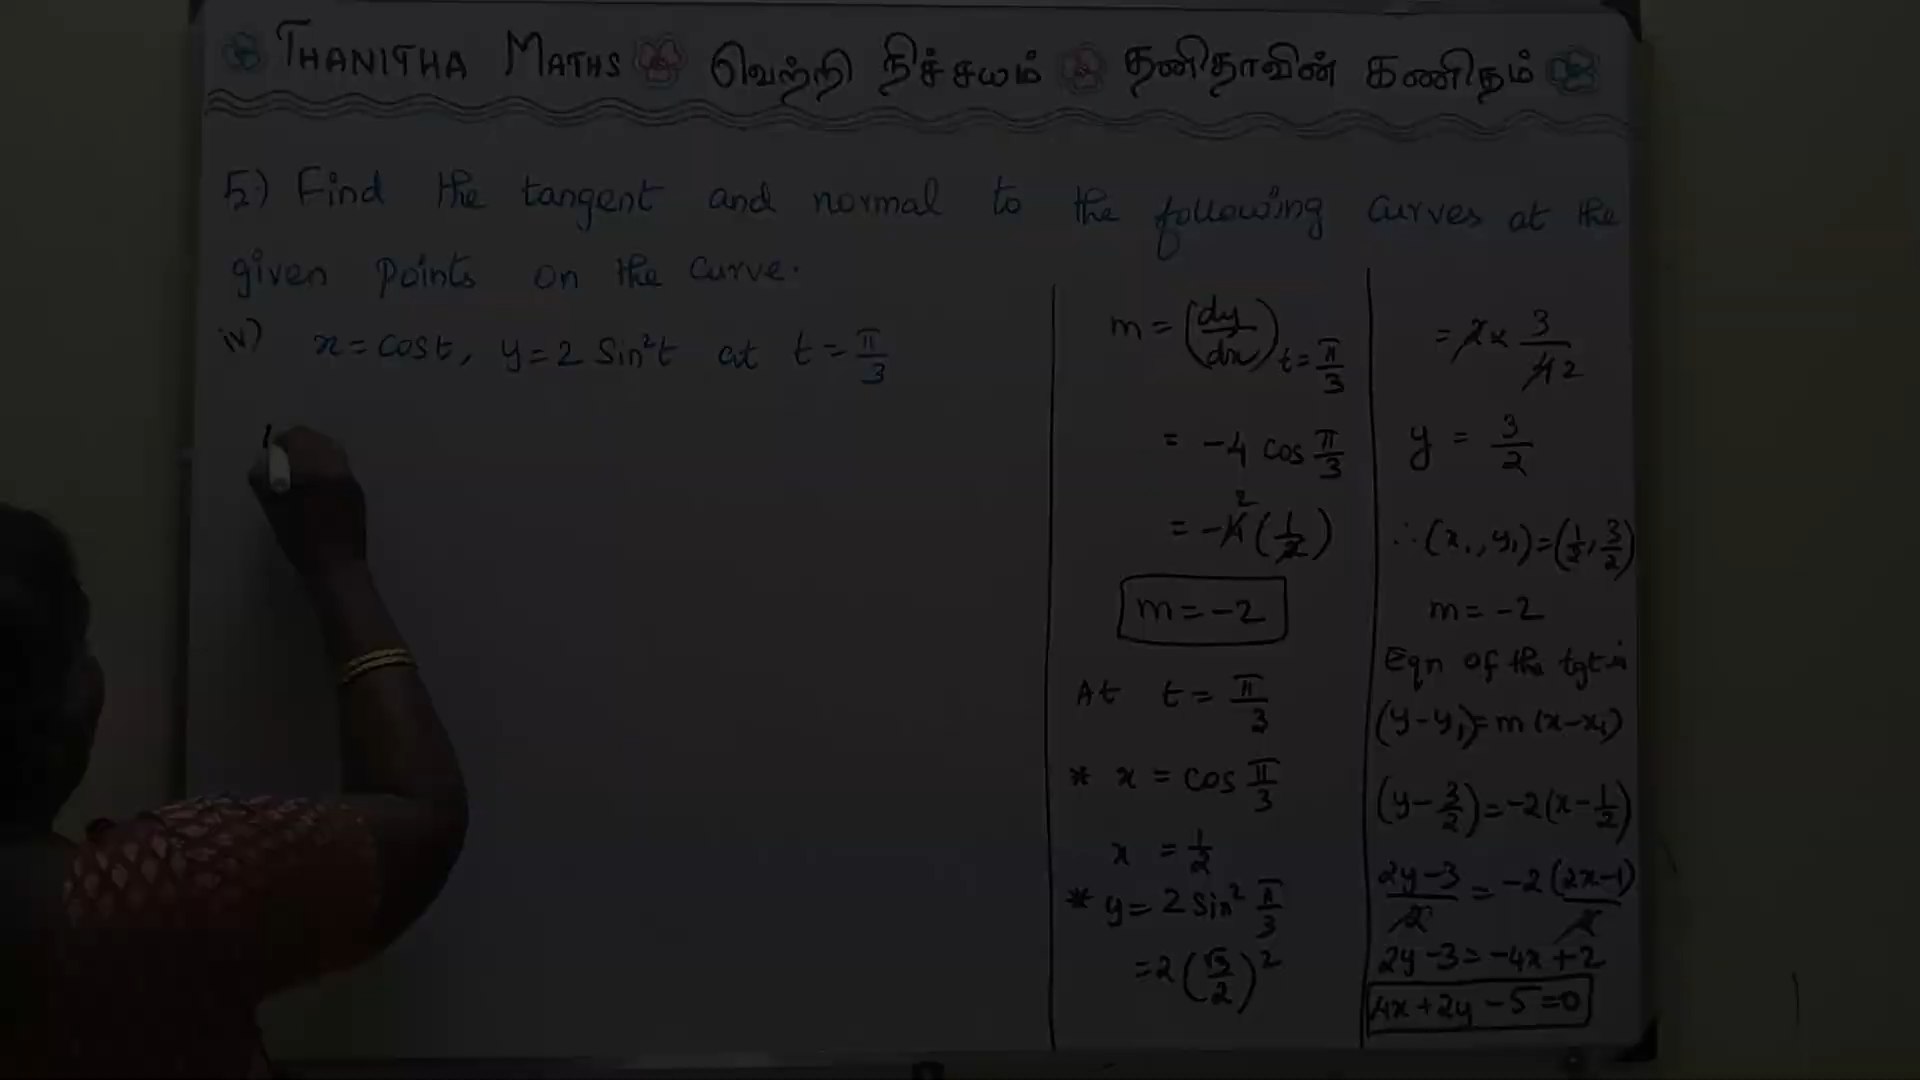 THANITHA MATHS வெற்றி நிச்சயம் தனிதாவின் கணிதம்
5.) Find the tangent and normal to the following curves at the
given points on the curve.
iv) x = cos t, y = 2 Sin²t at t = π/3
m = (dy/dx) t = π/3
= -4 cos π/3
= -4 2 (1/2)
m = -2
At t = π/3
* x = cos π/3
x = 1/2
* y = 2 Sin² π/3
= 2 (√3/2)²
= 2 × 3/4 2
y = 3/2
∴ (x₁, y₁) = (1/2, 3/2)
m = -2
Eqn of the tgt is
(y - y₁) = m (x - x₁)
(y - 3/2) = -2 (x - 1/2)
2y - 3/2 = -2 (2x - 1)/2
2y - 3 = -4x + 2
4x + 2y - 5 = 0